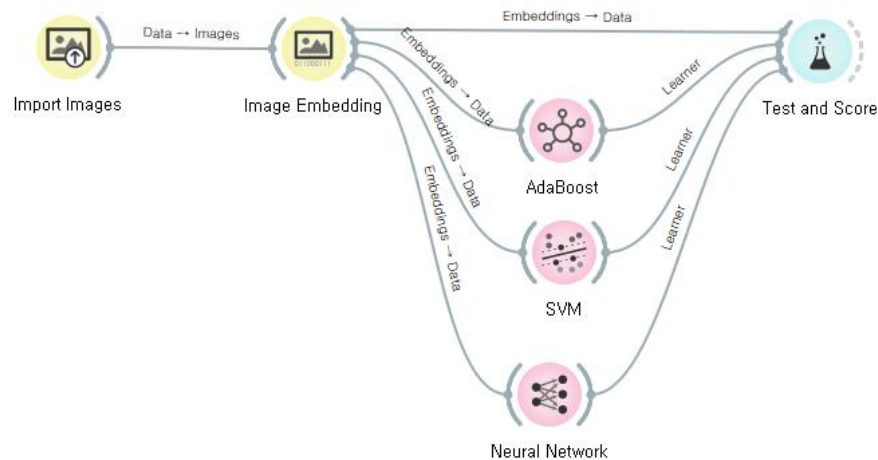 Embeddings → Data
Data → Images
Import Images
Image Embedding
011000111
Embeddings → Data
Learner
Test and Score
AdaBoost
Embeddings → Data
Learner
SVM
Embeddings → Data
Learner
Neural Network